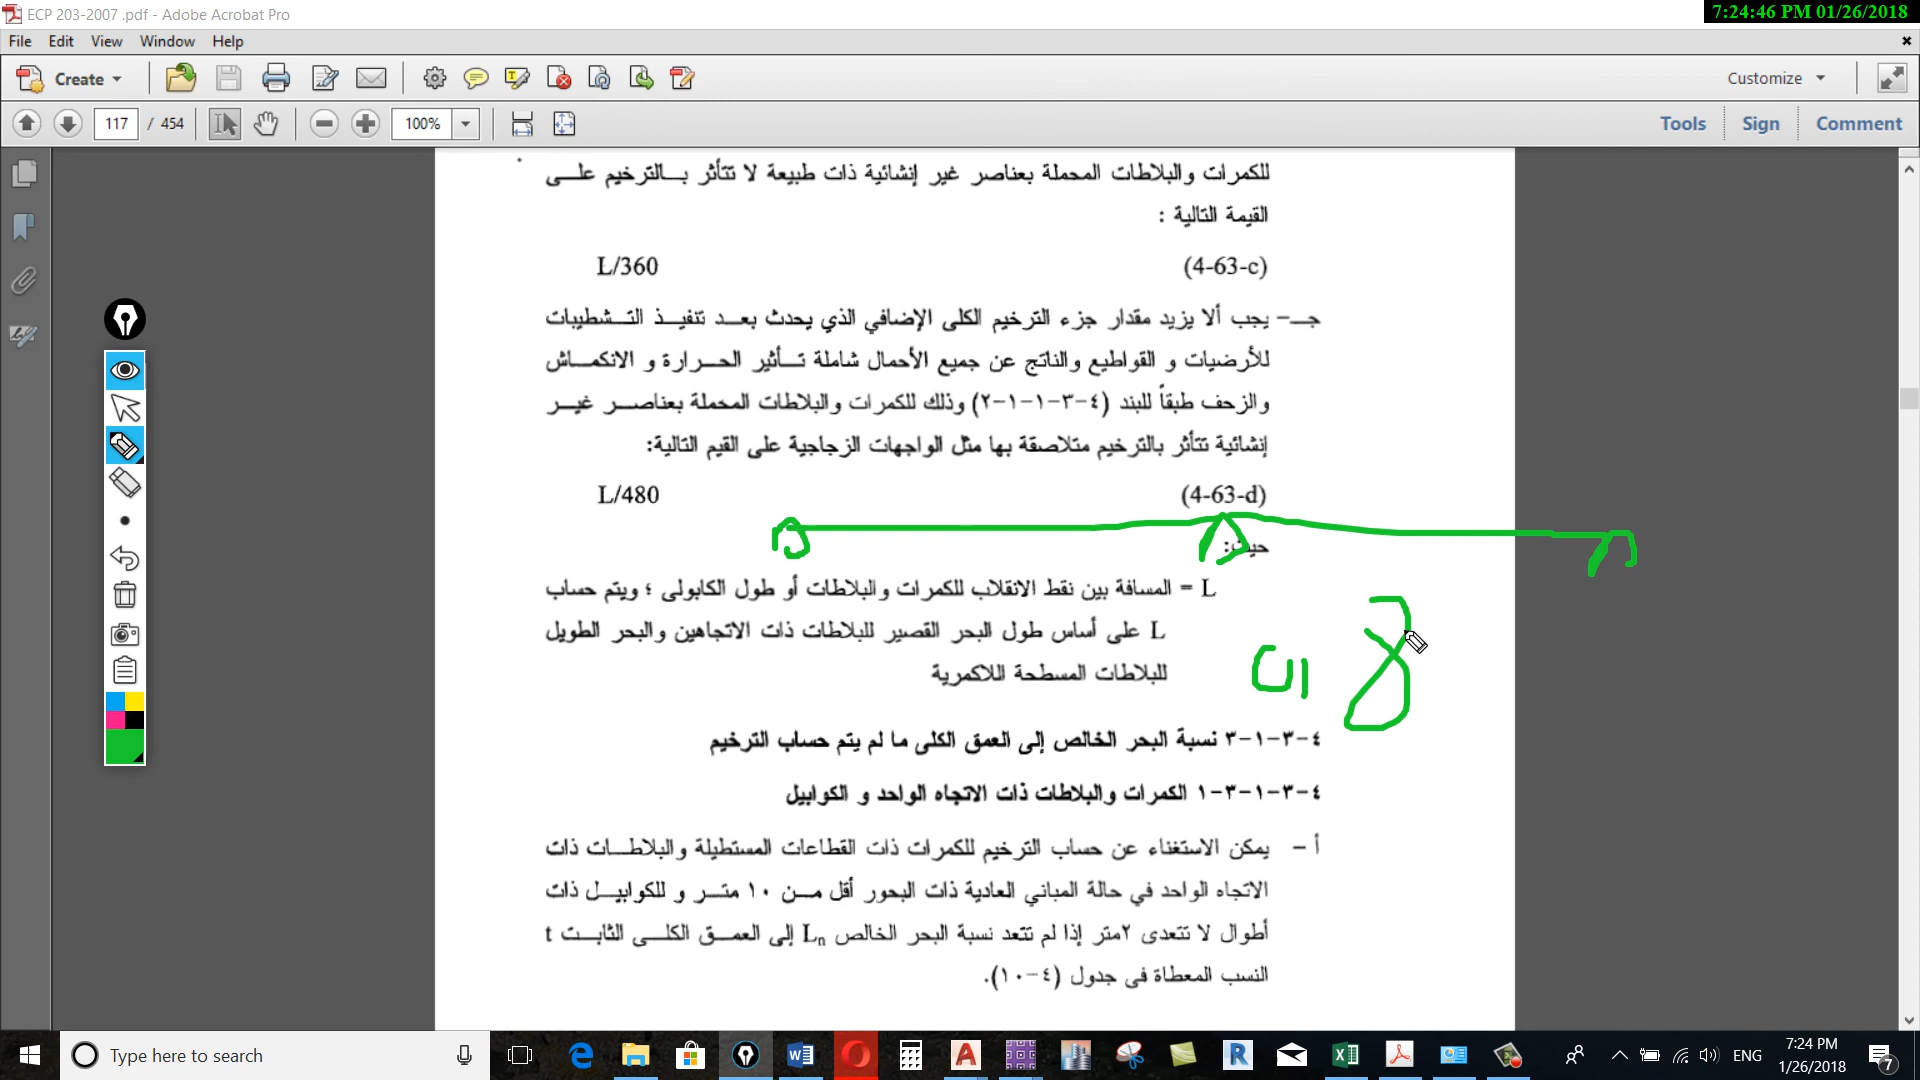 ECP 203-2007 .pdf - Adobe Acrobat Pro
7:24:46 PM 01/26/2018
File Edit View Window Help
Create
Customize
117 / 454
100%
Tools Sign Comment
للكمرات والبلاطات المحملة بعناصر غير إنشائية ذات طبيعة لا تتأثر بالترخيم على
القيمة التالية :
L/360 (4-63-c)
جـ- يجب ألا يزيد مقدار جزء الترخيم الكلى الإضافي الذي يحدث بعد تنفيذ التشطيبات
للأرضيات و القواطيع والناتج عن جميع الأحمال شاملة تأثير الحرارة و الانكماش
والزحف طبقاً للبند (٤-٣-١-١-٢) وذلك للكمرات والبلاطات المحملة بعناصر غير
إنشائية تتأثر بالترخيم متلاصقة بها مثل الواجهات الزجاجية على القيم التالية:
L/480 (4-63-d)
حيث:
L = المسافة بين نقط الانقلاب للكمرات والبلاطات أو طول الكابولى ؛ ويتم حساب
L على أساس طول البحر القصير للبلاطات ذات الاتجاهين والبحر الطويل
للبلاطات المسطحة اللاكمرية
٤-٣-١-٣ نسبة البحر الخالص إلى العمق الكلى ما لم يتم حساب الترخيم
٤-٣-١-٣-١ الكمرات والبلاطات ذات الاتجاه الواحد و الكوابيل
أ - يمكن الاستغناء عن حساب الترخيم للكمرات ذات القطاعات المستطيلة والبلاطات ذات
الاتجاه الواحد في حالة المباني العادية ذات البحور أقل من ١٠ متر و للكوابيل ذات
أطوال لا تتعدى ٢متر إذا لم تتعد نسبة البحر الخالص Ln إلى العمق الكلى الثابت t
النسب المعطاة فى جدول (٤-١٠).
Type here to search
ENG
7:24 PM
1/26/2018
7